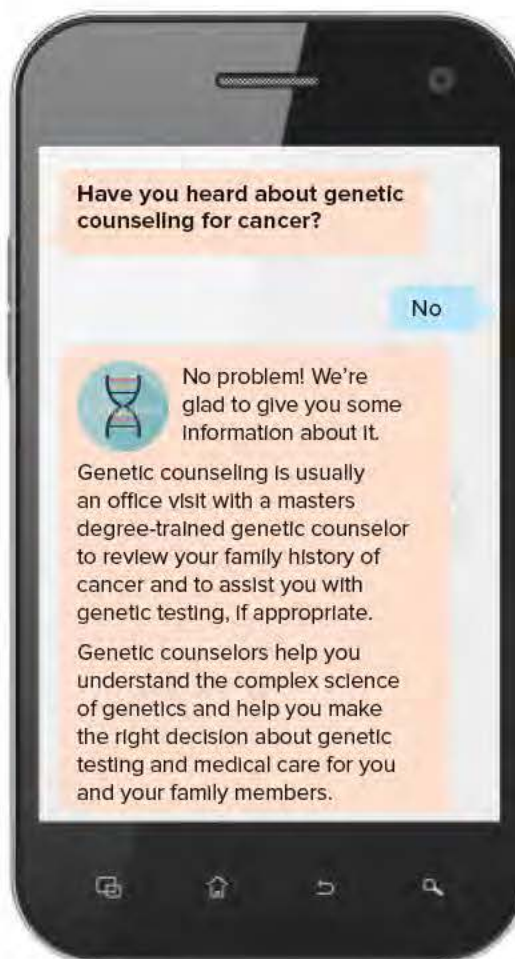 Have you heard about genetic
counseling for cancer?
No
No problem! We're
glad to give you some
information about it.
Genetic counseling is usually
an office visit with a masters
degree-trained genetic counselor
to review your family history of
cancer and to assist you with
genetic testing, if appropriate.
Genetic counselors help you
understand the complex science
of genetics and help you make
the right decision about genetic
testing and medical care for you
and your family members.